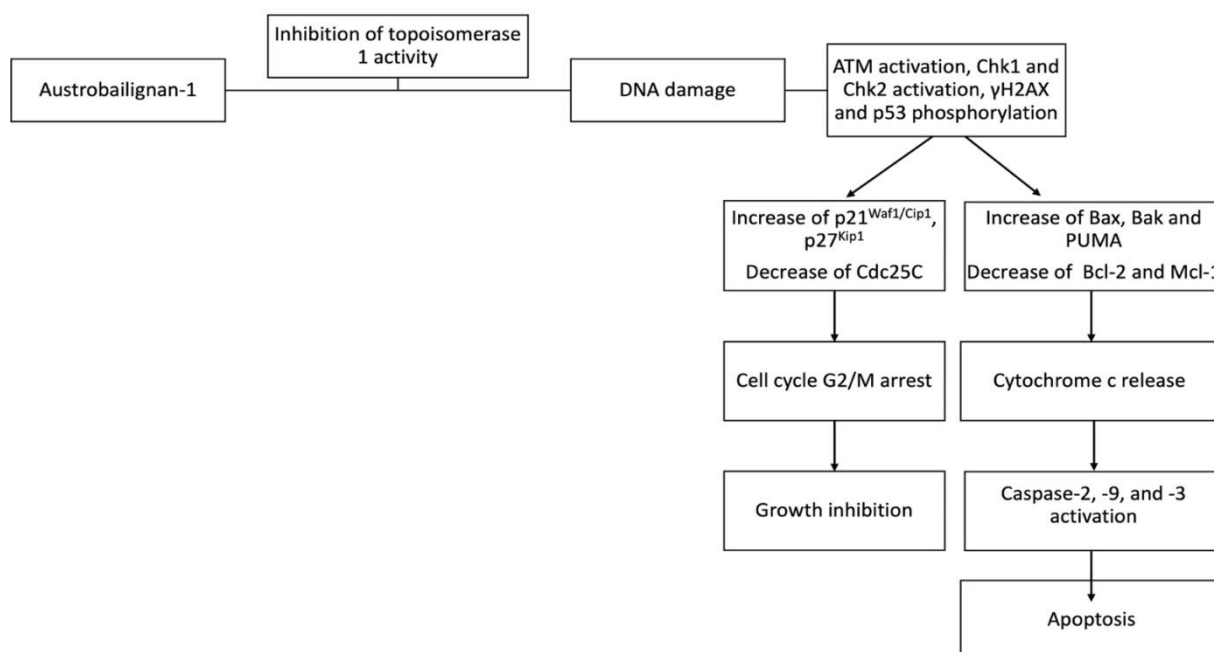 Inhibition of topoisomerase
1 activity
Austrobailignan-1
DNA damage
ATM activation, Chk1 and
Chk2 activation, γH2AX
and p53 phosphorylation
Increase of p21Waf1/Cip1,
p27Kip1
Decrease of Cdc25C
Increase of Bax, Bak and
PUMA
Decrease of Bcl-2 and Mcl-1
Cell cycle G2/M arrest
Cytochrome c release
Growth inhibition
Caspase-2, -9, and -3
activation
Apoptosis